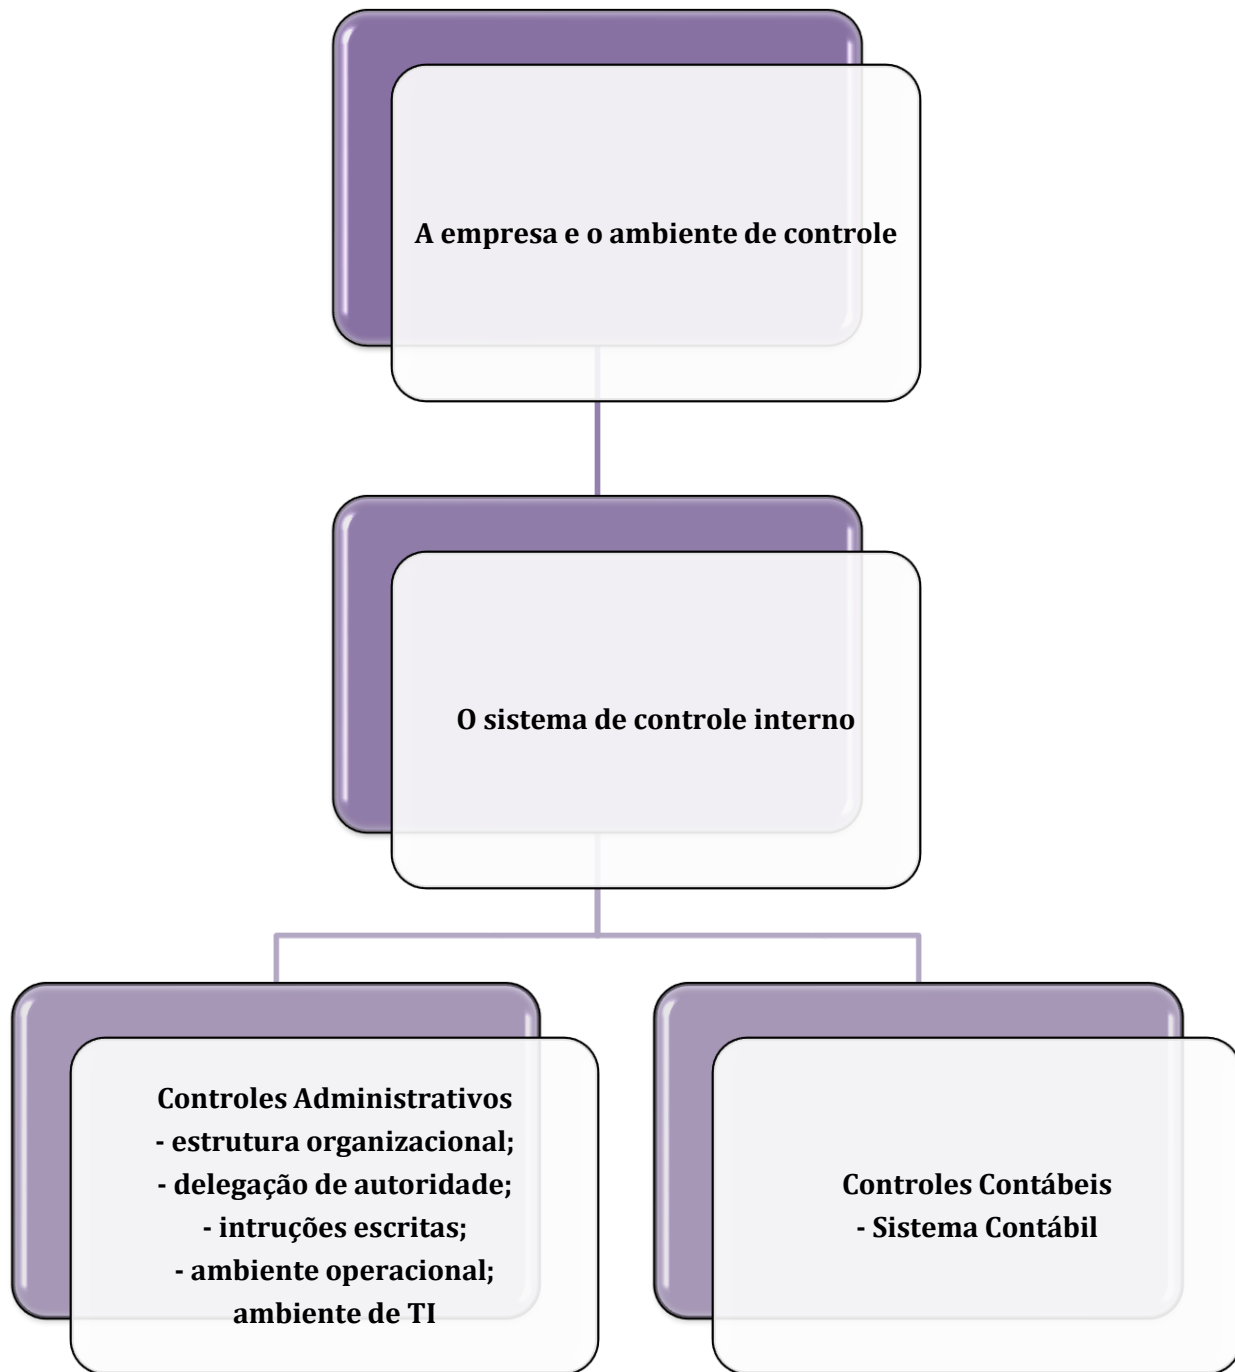 A empresa e o ambiente de controle
O sistema de controle interno
Controles Administrativos
- estrutura organizacional;
- delegação de autoridade;
- intruções escritas;
- ambiente operacional;
ambiente de TI
Controles Contábeis
- Sistema Contábil